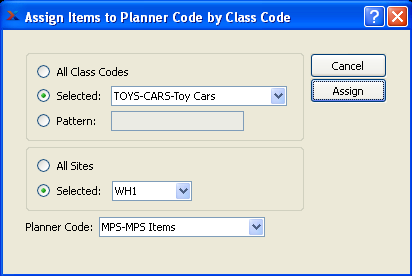 Assign Items to Planner Code by Class Code
All Class Codes
Selected: TOYS-CARS-Toy Cars
Pattern:
Cancel
Assign
All Sites
Selected: WH1
Planner Code: MPS-MPS Items